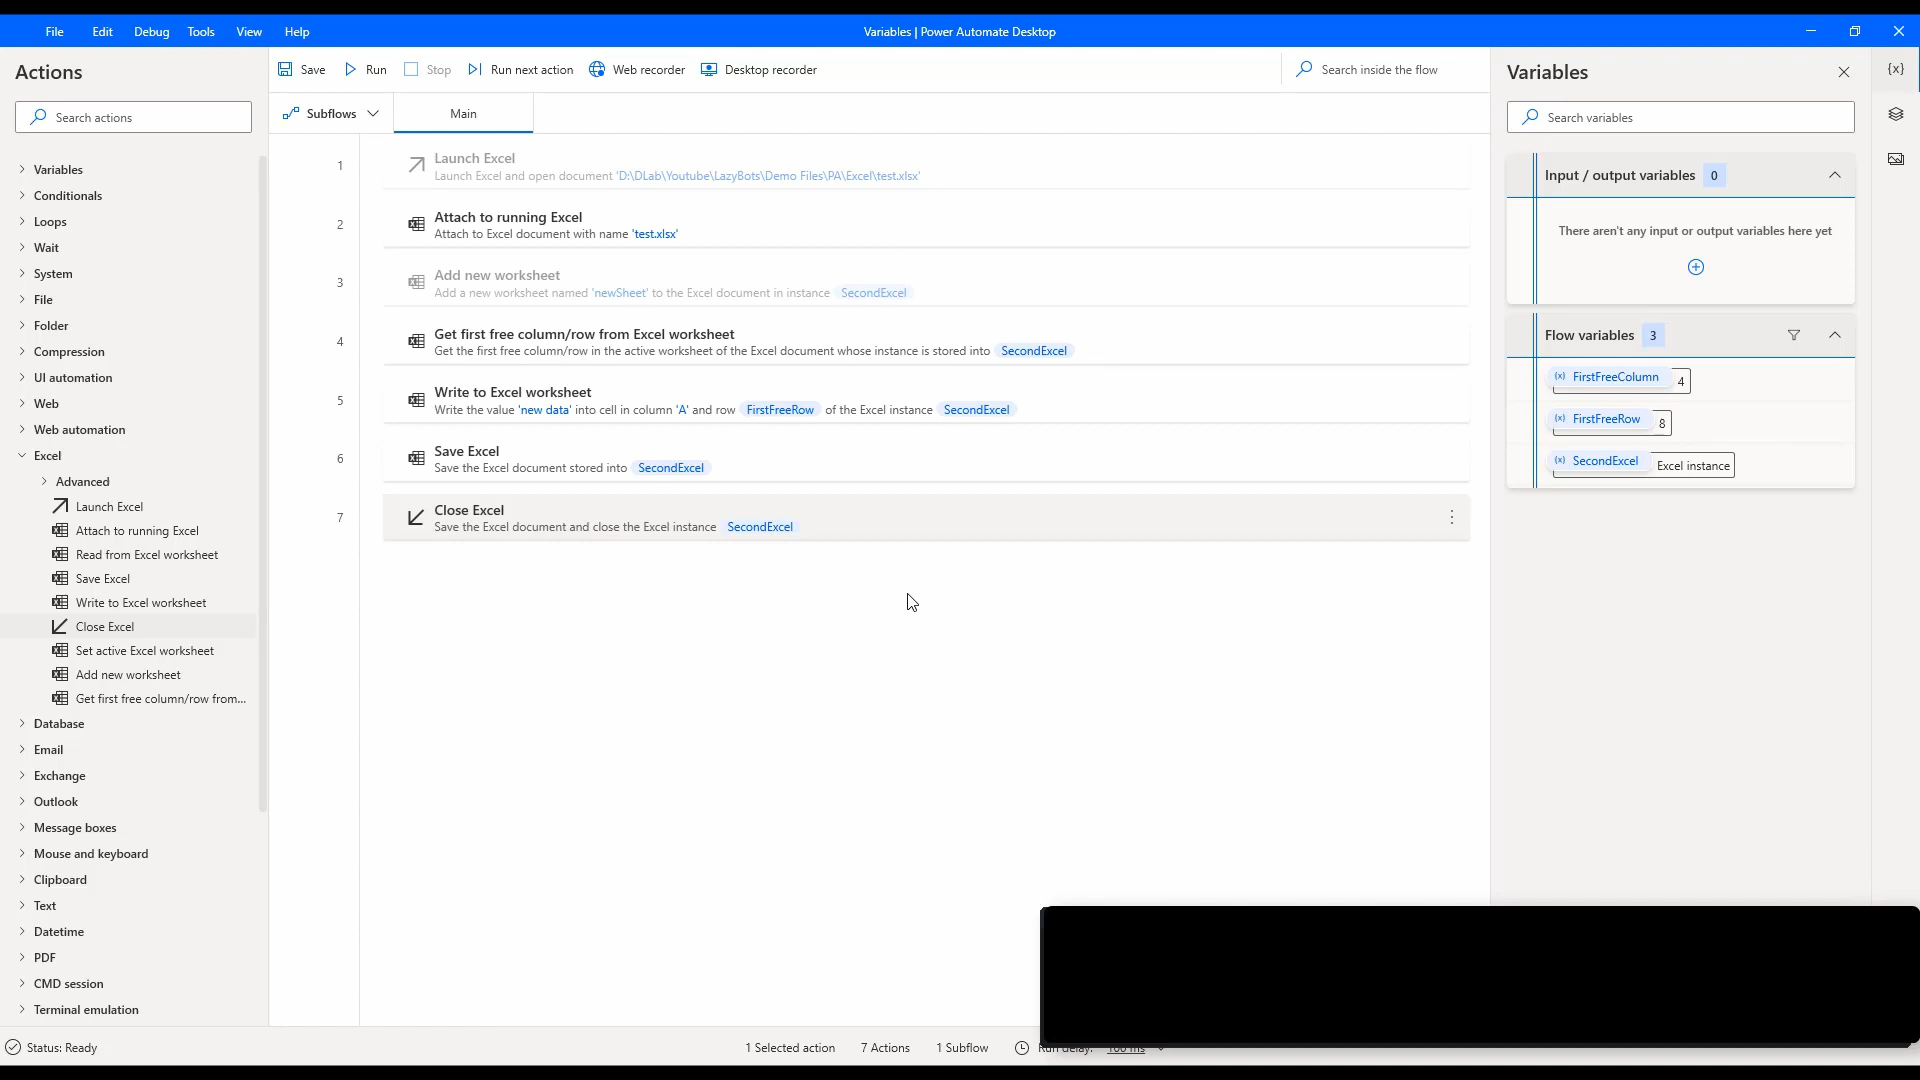 File Edit Debug Tools View Help
Variables | Power Automate Desktop
Actions
Search actions
Variables
Conditionals
Loops
Wait
System
File
Folder
Compression
UI automation
Web
Web automation
Excel
Advanced
Launch Excel
Attach to running Excel
Read from Excel worksheet
Save Excel
Write to Excel worksheet
Close Excel
Set active Excel worksheet
Add new worksheet
Get first free column/row from...
Database
Email
Exchange
Outlook
Message boxes
Mouse and keyboard
Clipboard
Text
Datetime
PDF
CMD session
Terminal emulation
Save Run Stop Run next action Web recorder Desktop recorder
Search inside the flow
Subflows Main
1 Launch Excel
Launch Excel and open document 'D:\DLab\Youtube\LazyBots\Demo Files\PA\Excel\test.xlsx'
2 Attach to running Excel
Attach to Excel document with name 'test.xlsx'
3 Add new worksheet
Add a new worksheet named 'newSheet' to the Excel document in instance SecondExcel
4 Get first free column/row from Excel worksheet
Get the first free column/row in the active worksheet of the Excel document whose instance is stored into SecondExcel
5 Write to Excel worksheet
Write the value 'new data' into cell in column 'A' and row FirstFreeRow of the Excel instance SecondExcel
6 Save Excel
Save the Excel document stored into SecondExcel
7 Close Excel
Save the Excel document and close the Excel instance SecondExcel
Variables
{x}
Search variables
Input / output variables 0
There aren't any input or output variables here yet
Flow variables 3
(x) FirstFreeColumn 4
(x) FirstFreeRow 8
(x) SecondExcel Excel instance
Status: Ready 1 Selected action 7 Actions 1 Subflow Run delay: 100 ms